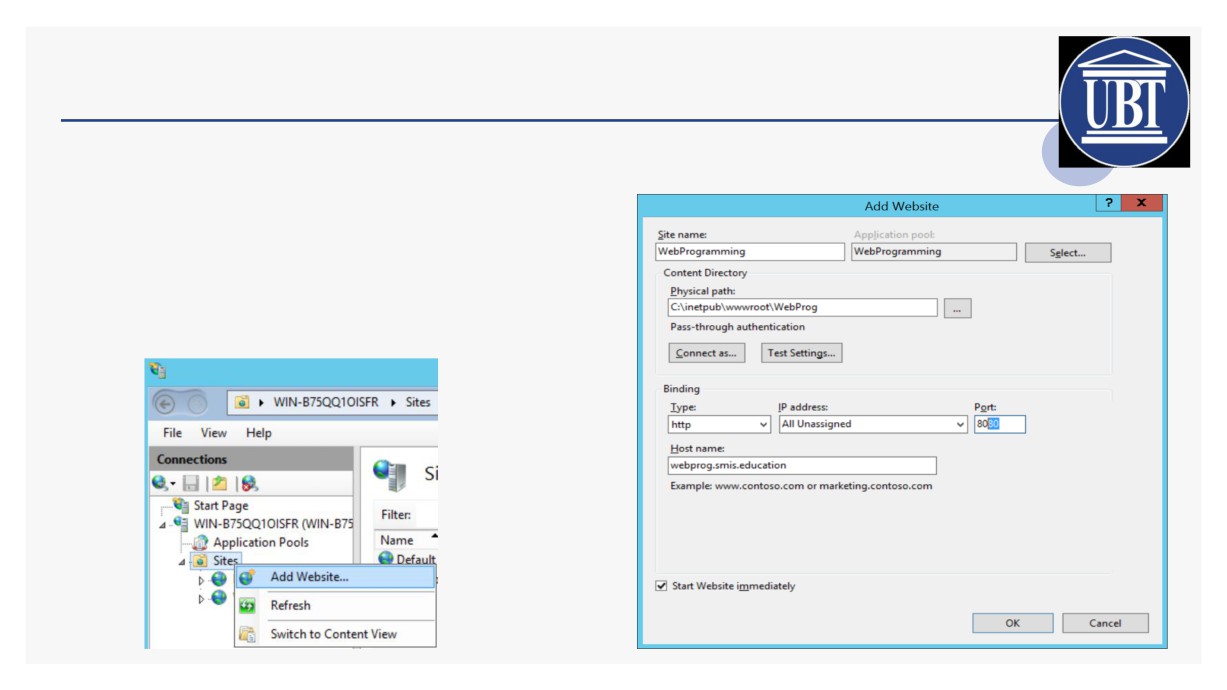 UBT
WIN-B75QQ1OISFR Sites
File View Help
Connections
Start Page
WIN-B75QQ1OISFR (WIN-B75
Application Pools
Sites
Add Website...
Refresh
Switch to Content View
Filter:
Name
Default
Add Website
? x
Site name: Application pool:
WebProgramming WebProgramming Select...
Content Directory
Physical path:
C:\inetpub\wwwroot\WebProg ...
Pass-through authentication
Connect as... Test Settings...
Binding
Type: IP address: Port:
http All Unassigned 8080
Host name:
webprog.smis.education
Example: www.contoso.com or marketing.contoso.com
Start Website immediately
OK Cancel